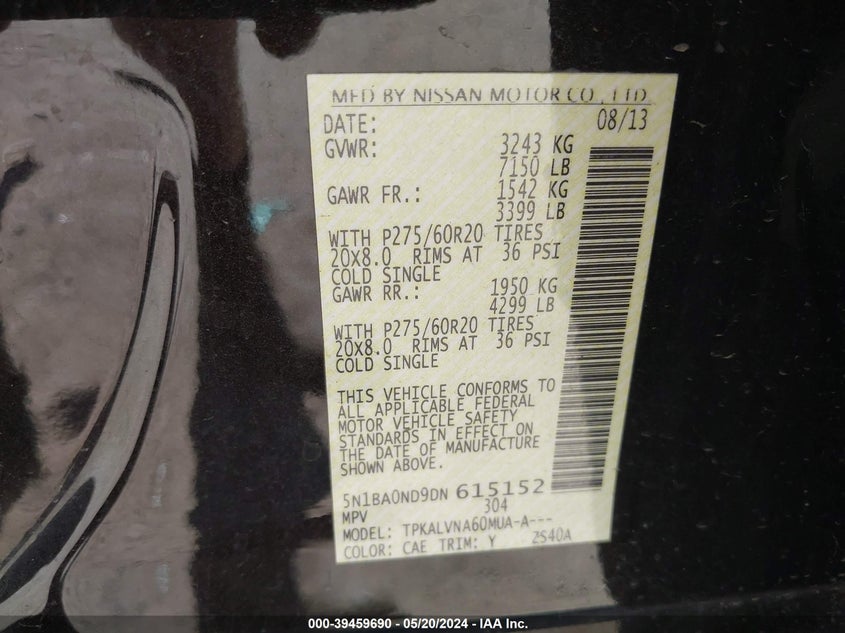 MFD BY NISSAN MOTOR CO., LTD.
DATE: 08/13
GVWR: 3243 KG
7150 LB
GAWR FR.: 1542 KG
3399 LB
WITH P275/60R20 TIRES
20X8.0 RIMS AT 36 PSI
COLD SINGLE
GAWR RR.: 1950 KG
4299 LB
WITH P275/60R20 TIRES
20X8.0 RIMS AT 36 PSI
COLD SINGLE
THIS VEHICLE CONFORMS TO
ALL APPLICABLE FEDERAL
MOTOR VEHICLE SAFETY
STANDARDS IN EFFECT ON
THE DATE OF MANUFACTURE
SHOWN ABOVE.
5N1BA0ND9DN 615152
MPV 304
MODEL: TPKALVNA60MUA-A---
COLOR: CAE TRIM: Y 2S40A
000-39459690 - 05/20/2024 - IAA Inc.